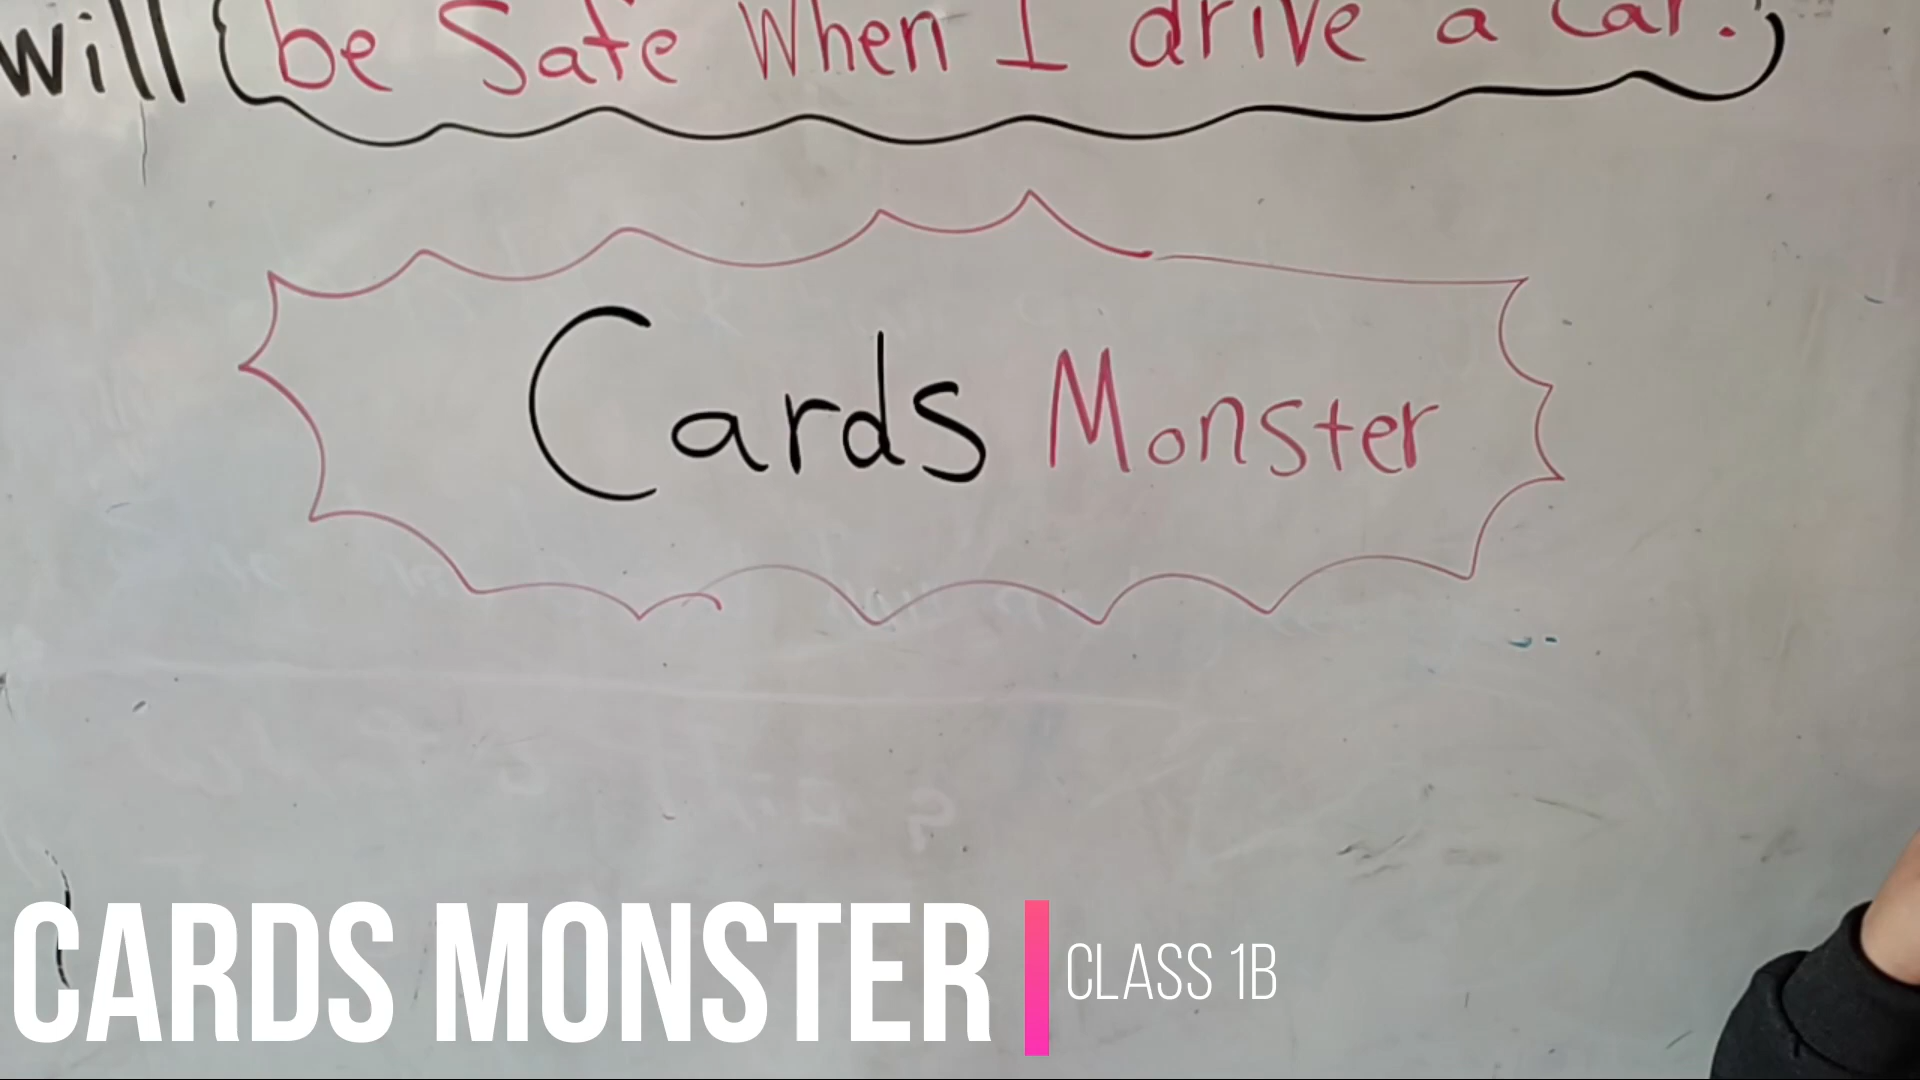 will (be Safe When I drive a Car.")
Cards Monster
CARDS MONSTER
CLASS 1B